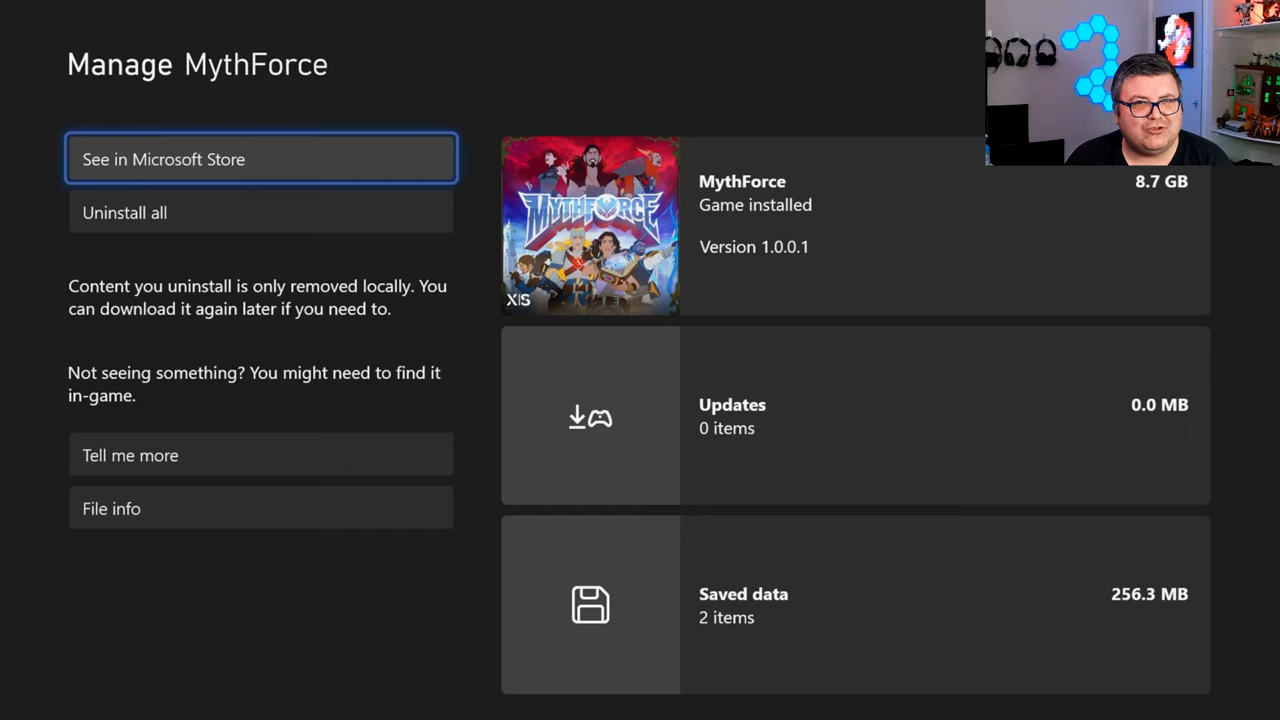 Manage MythForce
See in Microsoft Store
Uninstall all
Content you uninstall is only removed locally. You
can download it again later if you need to.
Not seeing something? You might need to find it
in-game.
Tell me more
File info
MYTHFORCE
X|S
MythForce
8.7 GB
Game installed
Version 1.0.0.1
Updates
0.0 MB
0 items
Saved data
256.3 MB
2 items